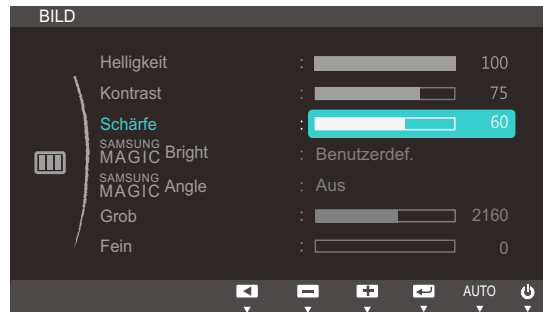 BILD
Helligkeit : 100
Kontrast : 75
Schärfe : 60
SAMSUNG MAGIC Bright : Benutzerdef.
SAMSUNG MAGIC Angle : Aus
Grob : 2160
Fein : 0
AUTO